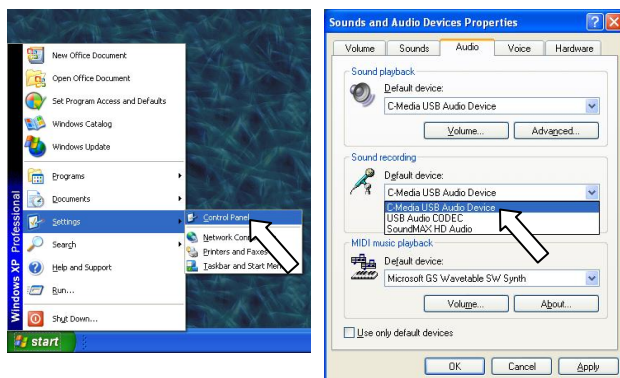 New Office Document
Open Office Document
Set Program Access and Defaults
Windows Catalog
Windows Update
Programs
Documents
Settings
Search
Help and Support
Run...
Shut Down...
Windows XP Professional
start
Control Panel
Network Conn
Printers and Faxes
Taskbar and Start Men
Sounds and Audio Devices Properties
Volume Sounds Audio Voice Hardware
Sound playback
Default device:
C-Media USB Audio Device
Volume... Advanced...
Sound recording
Default device:
C-Media USB Audio Device
C-Media USB Audio Device
USB Audio CODEC
SoundMAX HD Audio
MIDI music playback
Default device:
Microsoft GS Wavetable SW Synth
Volume... About...
Use only default devices
OK Cancel Apply